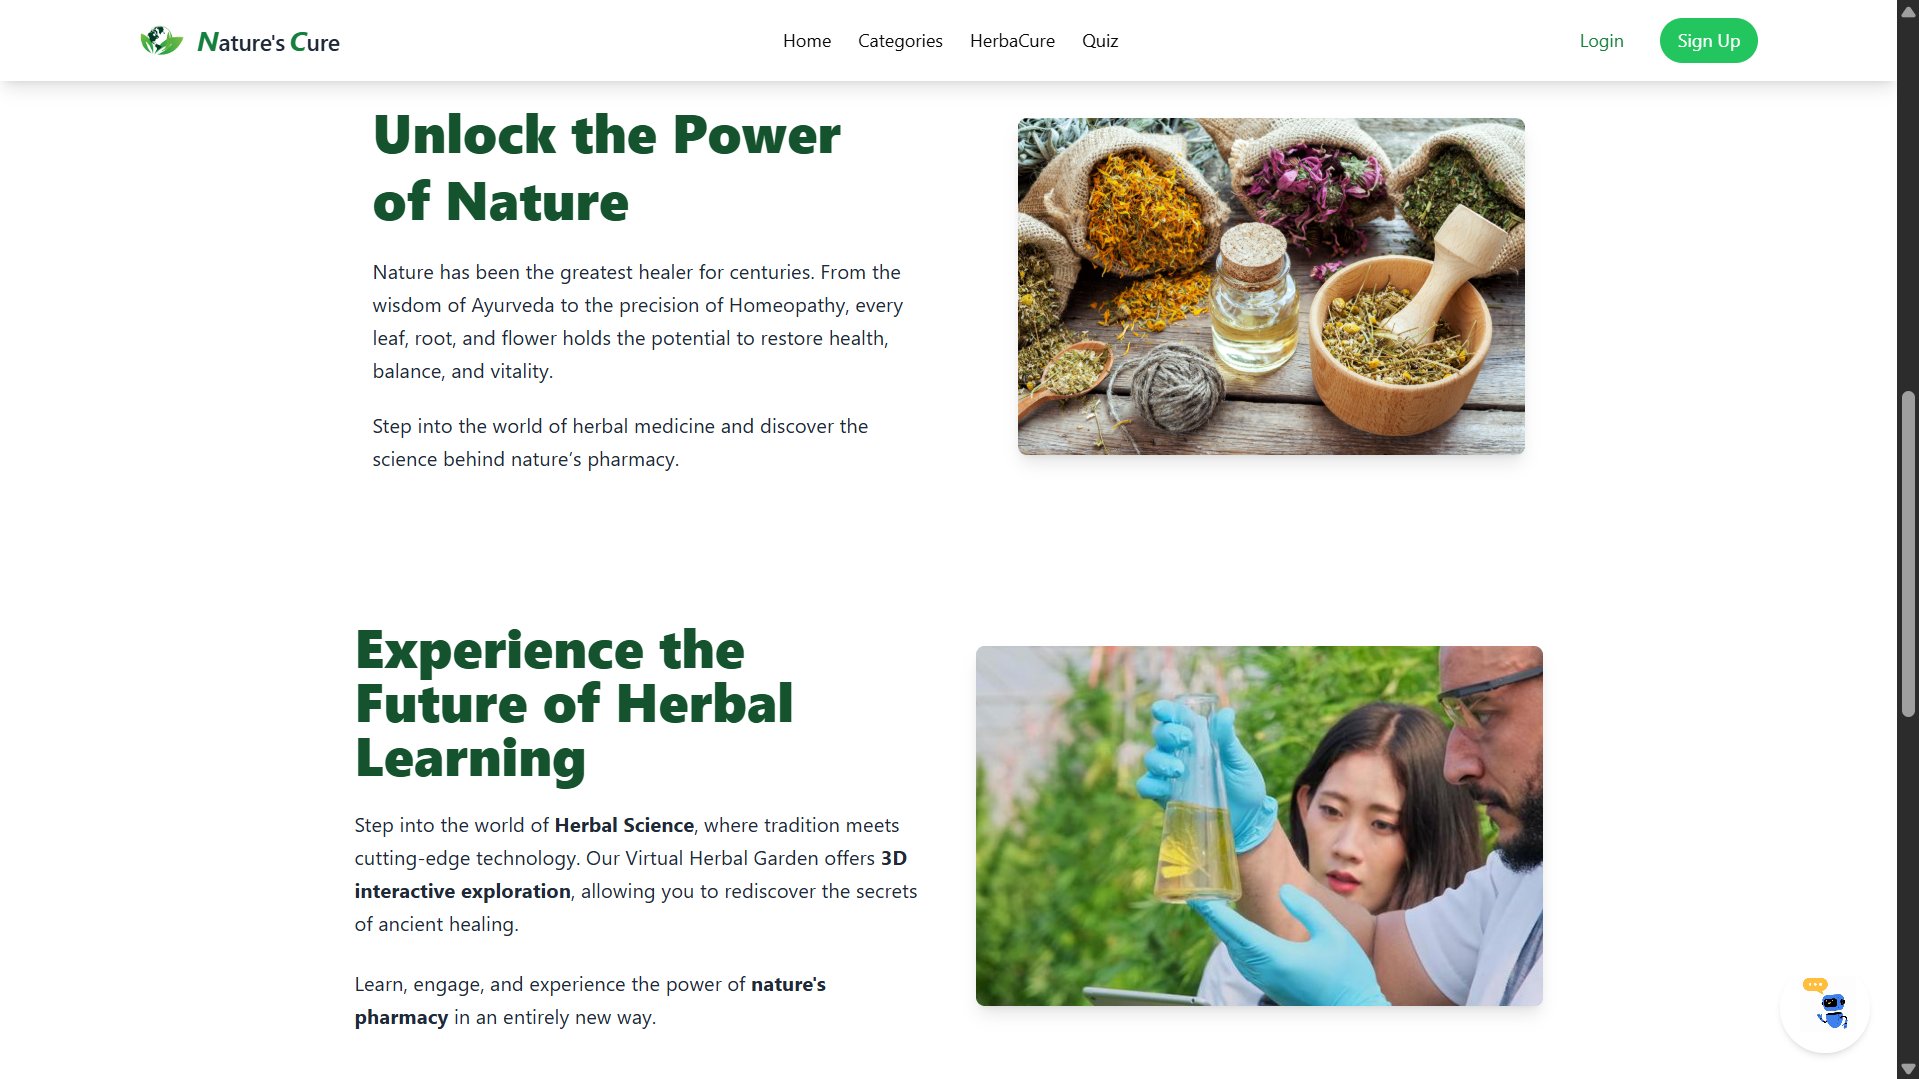 Nature's Cure
Home
Categories
HerbaCure
Quiz
Login
Sign Up
Unlock the Power
of Nature
Nature has been the greatest healer for centuries. From the
wisdom of Ayurveda to the precision of Homeopathy, every
leaf, root, and flower holds the potential to restore health,
balance, and vitality.
Step into the world of herbal medicine and discover the
science behind nature’s pharmacy.
Experience the
Future of Herbal
Learning
Step into the world of Herbal Science, where tradition meets
cutting-edge technology. Our Virtual Herbal Garden offers 3D
interactive exploration, allowing you to rediscover the secrets
of ancient healing.
Learn, engage, and experience the power of nature's
pharmacy in an entirely new way.